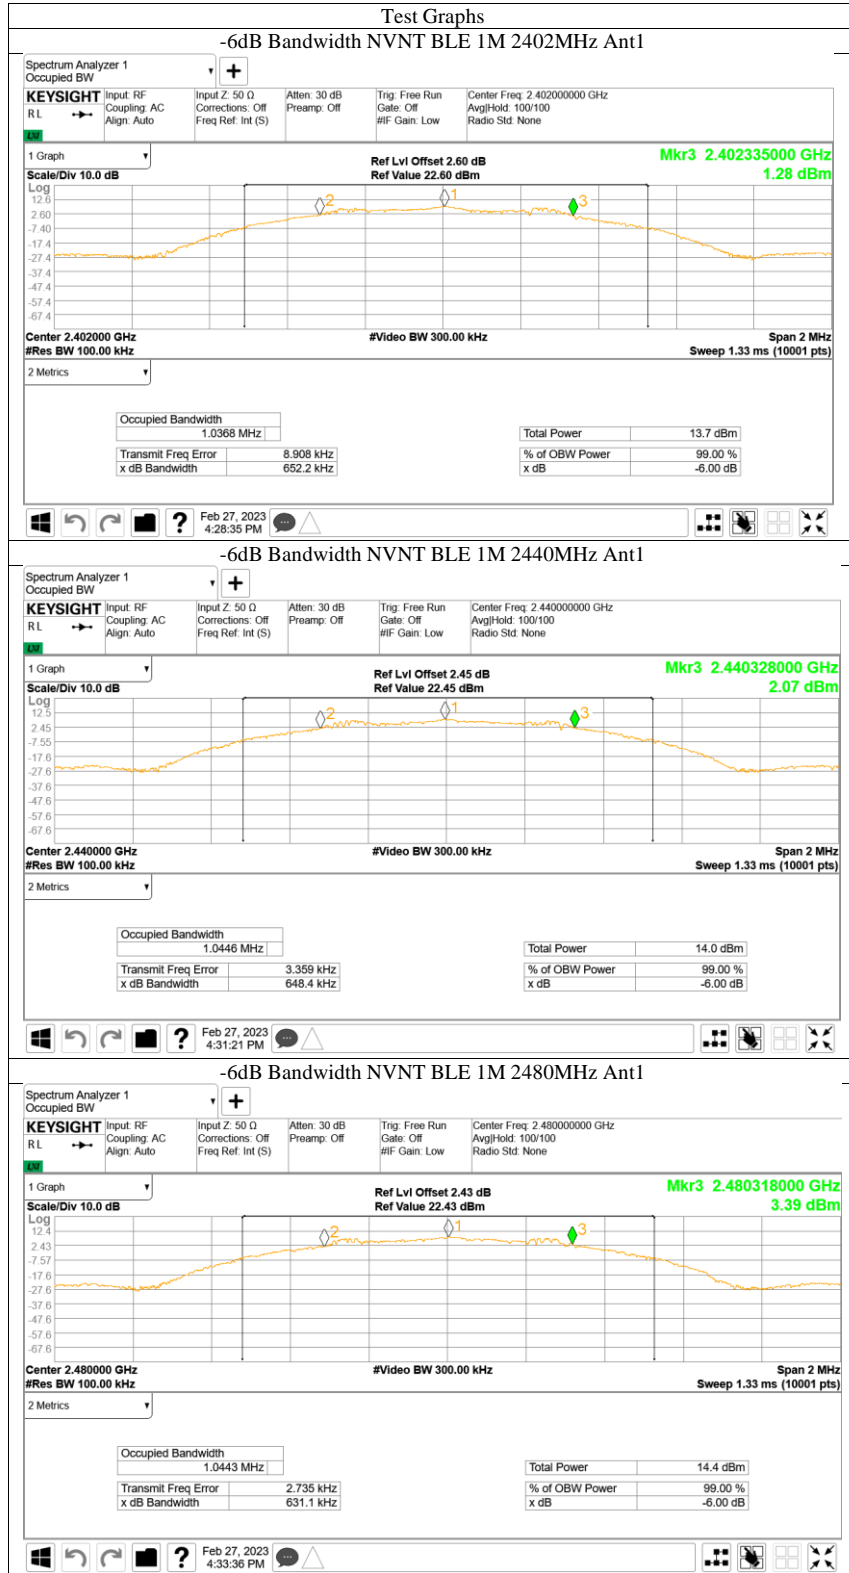 Test Graphs
-6dB Bandwidth NVNT BLE 1M 2402MHz Ant1
Spectrum Analyzer 1
Occupied BW
+
KEYSIGHT Input: RF Input Z: 50 Ω Atten: 30 dB Trig: Free Run Center Freq: 2.402000000 GHz
RL Coupling: AC Corrections: Off Preamp: Off Gate: Off Avg|Hold: 100/100
Align: Auto Freq Ref: Int (S) #IF Gain: Low Radio Std: None
LXI
1 Graph Ref Lvl Offset 2.60 dB Mkr3 2.402335000 GHz
Scale/Div 10.0 dB Ref Value 22.60 dBm 1.28 dBm
Log
12.6
2.60
-7.40
-17.4
-27.4
-37.4
-47.4
-57.4
-67.4
2 1 3
Center 2.402000 GHz #Video BW 300.00 kHz Span 2 MHz
#Res BW 100.00 kHz Sweep 1.33 ms (10001 pts)
2 Metrics
Occupied Bandwidth
1.0368 MHz Total Power 13.7 dBm
Transmit Freq Error 8.908 kHz % of OBW Power 99.00 %
x dB Bandwidth 652.2 kHz x dB -6.00 dB
? Feb 27, 2023
4:28:35 PM
-6dB Bandwidth NVNT BLE 1M 2440MHz Ant1
Spectrum Analyzer 1
Occupied BW
+
KEYSIGHT Input: RF Input Z: 50 Ω Atten: 30 dB Trig: Free Run Center Freq: 2.440000000 GHz
RL Coupling: AC Corrections: Off Preamp: Off Gate: Off Avg|Hold: 100/100
Align: Auto Freq Ref: Int (S) #IF Gain: Low Radio Std: None
LXI
1 Graph Ref Lvl Offset 2.45 dB Mkr3 2.440328000 GHz
Scale/Div 10.0 dB Ref Value 22.45 dBm 2.07 dBm
Log
12.5
2.45
-7.55
-17.6
-27.6
-37.6
-47.6
-57.6
-67.6
2 1 3
Center 2.440000 GHz #Video BW 300.00 kHz Span 2 MHz
#Res BW 100.00 kHz Sweep 1.33 ms (10001 pts)
2 Metrics
Occupied Bandwidth
1.0446 MHz Total Power 14.0 dBm
Transmit Freq Error 3.359 kHz % of OBW Power 99.00 %
x dB Bandwidth 648.4 kHz x dB -6.00 dB
? Feb 27, 2023
4:31:21 PM
-6dB Bandwidth NVNT BLE 1M 2480MHz Ant1
Spectrum Analyzer 1
Occupied BW
+
KEYSIGHT Input: RF Input Z: 50 Ω Atten: 30 dB Trig: Free Run Center Freq: 2.480000000 GHz
RL Coupling: AC Corrections: Off Preamp: Off Gate: Off Avg|Hold: 100/100
Align: Auto Freq Ref: Int (S) #IF Gain: Low Radio Std: None
LXI
1 Graph Ref Lvl Offset 2.43 dB Mkr3 2.480318000 GHz
Scale/Div 10.0 dB Ref Value 22.43 dBm 3.39 dBm
Log
12.4
2.43
-7.57
-17.6
-27.6
-37.6
-47.6
-57.6
-67.6
2 1 3
Center 2.480000 GHz #Video BW 300.00 kHz Span 2 MHz
#Res BW 100.00 kHz Sweep 1.33 ms (10001 pts)
2 Metrics
Occupied Bandwidth
1.0443 MHz Total Power 14.4 dBm
Transmit Freq Error 2.735 kHz % of OBW Power 99.00 %
x dB Bandwidth 631.1 kHz x dB -6.00 dB
? Feb 27, 2023
4:33:36 PM